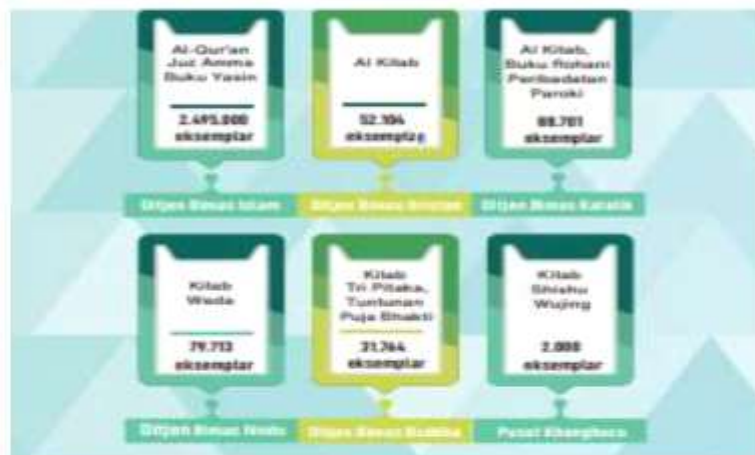 Al-Qur'an
Juz Amma
Buku Yasin
2.495.000
eksemplar
Al Kitab
52.104
eksemplar
Al Kitab,
Buku Rohani
Peribadatan
Paroki
88.701
eksemplar
Ditjen Bimas Islam
Ditjen Bimas Kristen
Ditjen Bimas Katolik
Kitab
Weda
79.713
eksemplar
Kitab
Tri Pitaka,
Tuntunan
Puja Bhakti
31.764
eksemplar
Kitab
Shishu
Wujing
2.000
eksemplar
Ditjen Bimas Hindu
Ditjen Bimas Buddha
Pusat Khonghucu